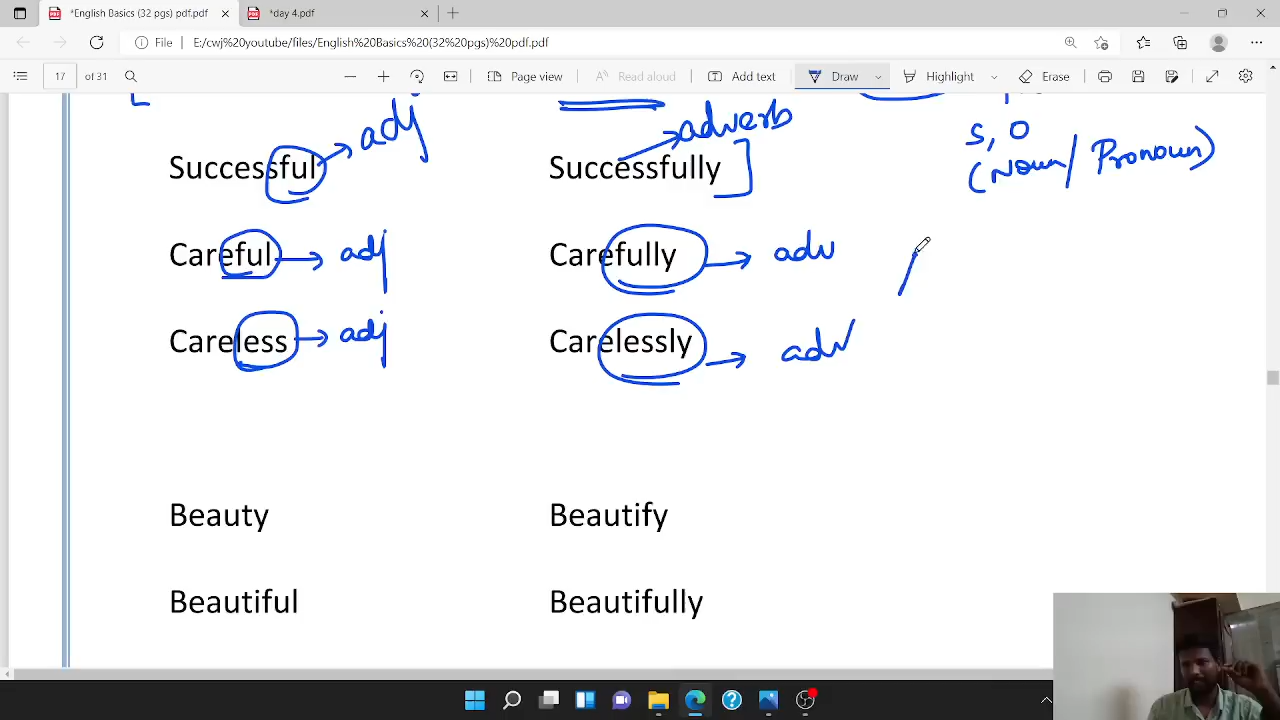 *English Basics (32 pgs) pdf.pdf
*day 4.pdf
File E:/cwj%20youtube/files/English%20Basics%20(32%20pgs)%20pdf.pdf
17 of 31 Page view Read aloud Add text Draw Highlight Erase
adj adverb s, o
Successful Successfully (Noun/ Pronoun)
Careful adj Carefully adv
Careless adj Carelessly adv
Beauty Beautify
Beautiful Beautifully